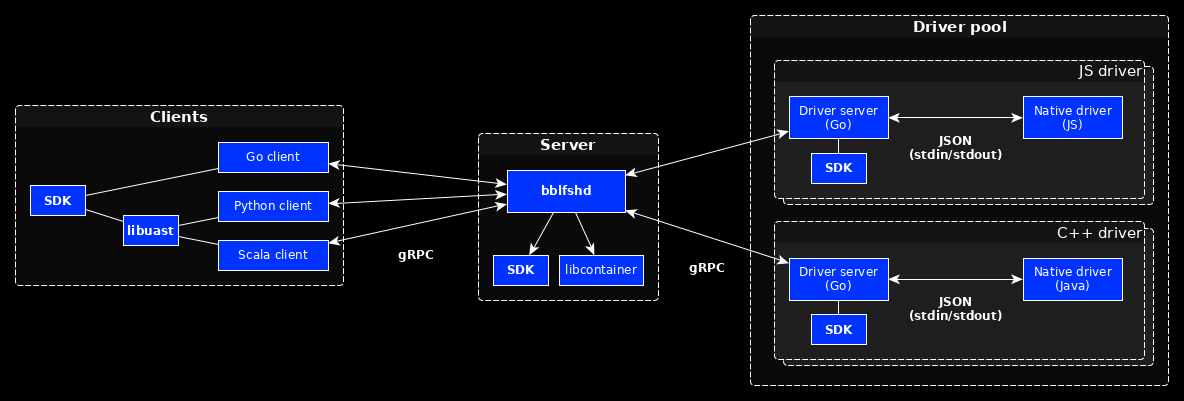 Clients
SDK
libuast
Go client
Python client
Scala client
gRPC
Server
bblfshd
SDK
libcontainer
gRPC
Driver pool
JS driver
Driver server
(Go)
SDK
JSON
(stdin/stdout)
Native driver
(JS)
C++ driver
Driver server
(Go)
SDK
JSON
(stdin/stdout)
Native driver
(Java)